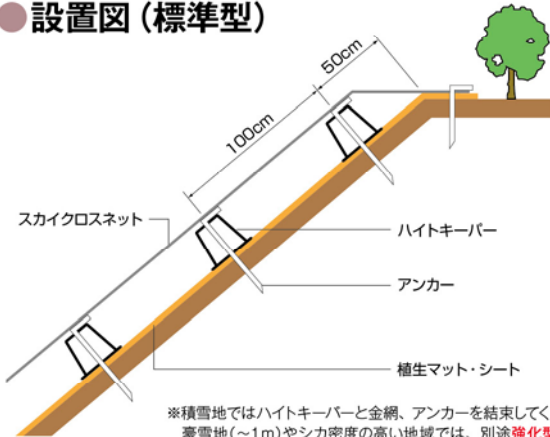 ●設置図（標準型）
50cm
100cm
スカイクロスネット
ハイトキーパー
アンカー
植生マット・シート
※積雪地ではハイトキーパーと金網、アンカーを結束してく
豪雪地（~1m）やシカ密度の高い地域では、別途強化型